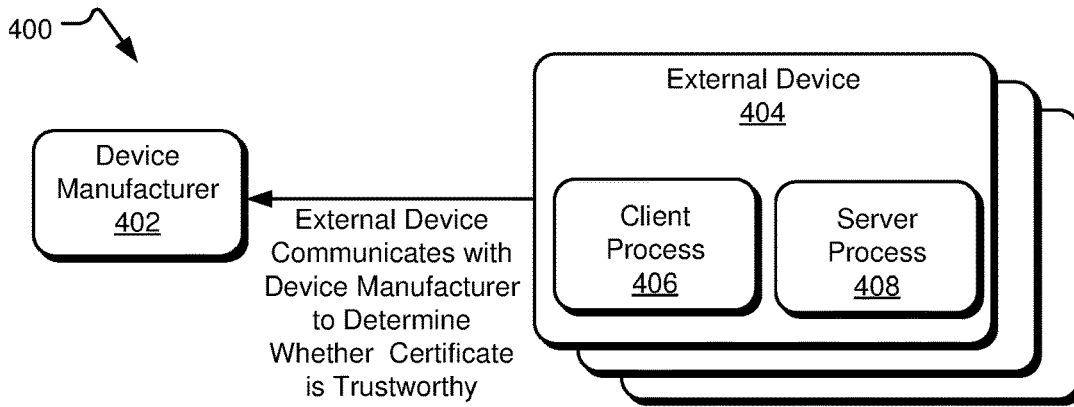 400
External Device
404
Device
Manufacturer
402
External Device
Communicates with
Device Manufacturer
to Determine
Whether Certificate
is Trustworthy
Client
Process
406
Server
Process
408